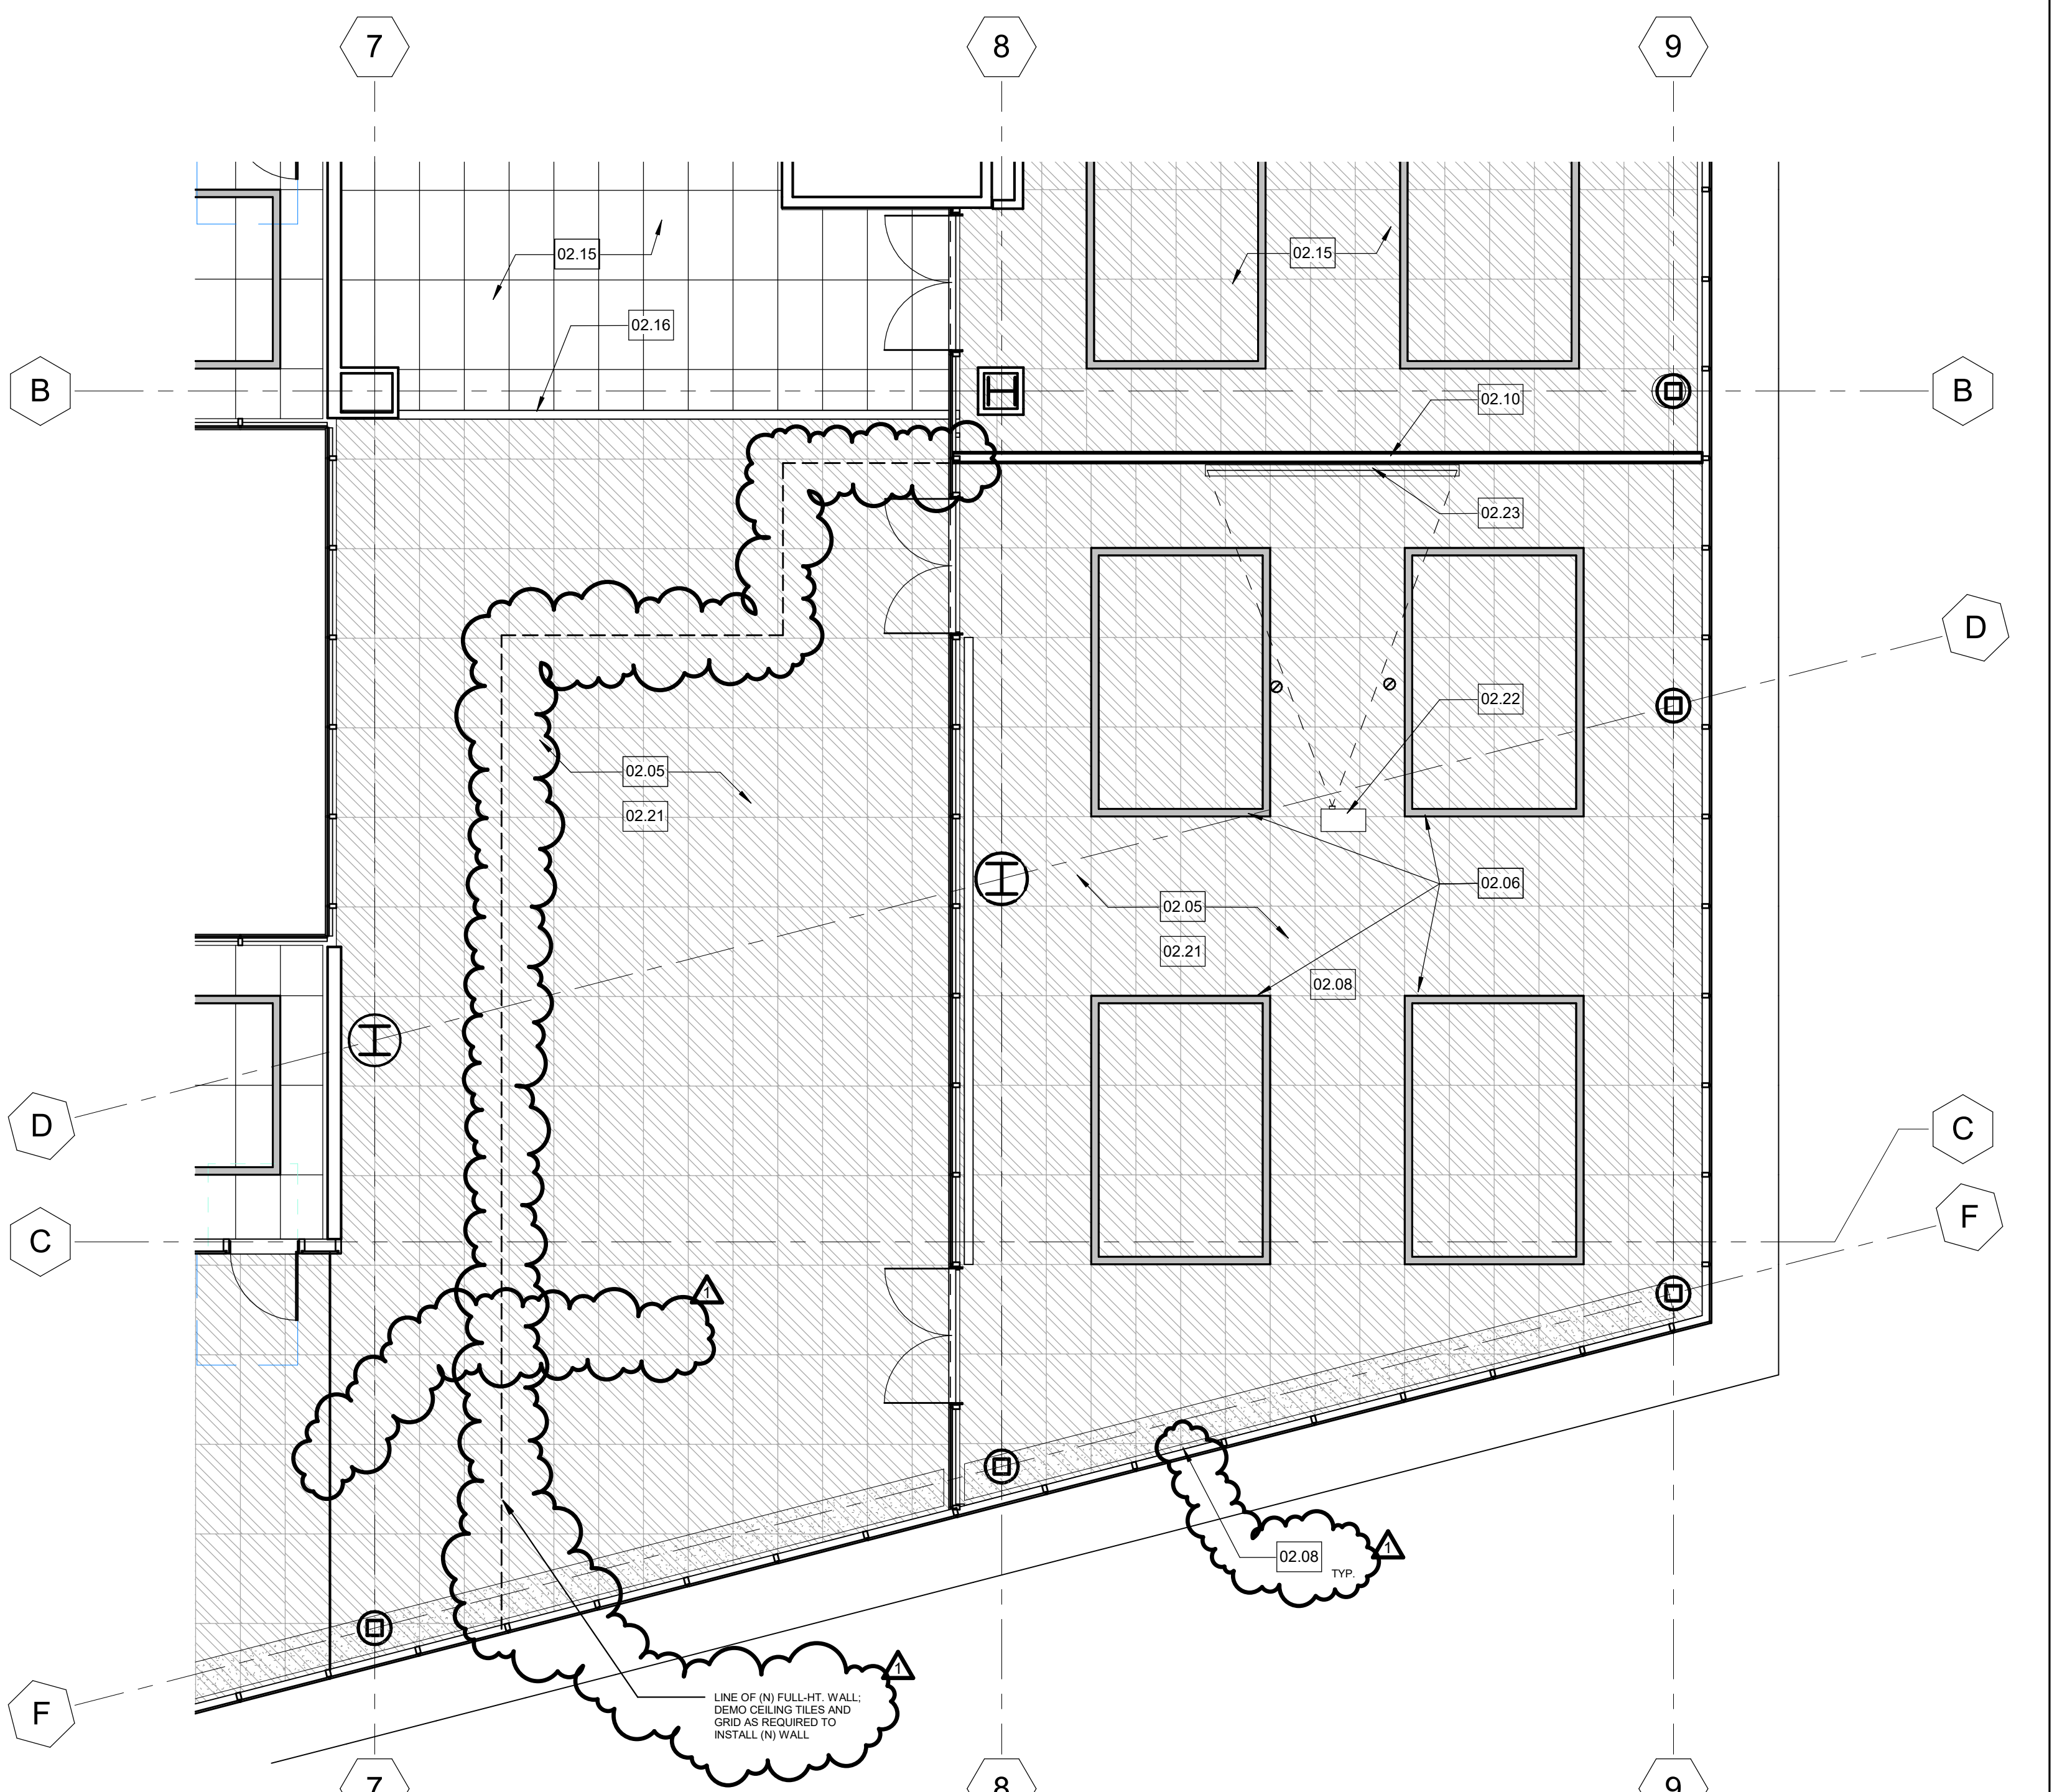 7
8
9
02.15
02.15
02.16
B
B
02.10
02.23
D
02.22
02.05
02.21
02.06
02.05
02.21
02.08
D
C
F
C
1
02.08
TYP.
1
1
LINE OF (N) FULL-HT. WALL;
DEMO CEILING TILES AND
GRID AS REQUIRED TO
INSTALL (N) WALL
F
7
8
9